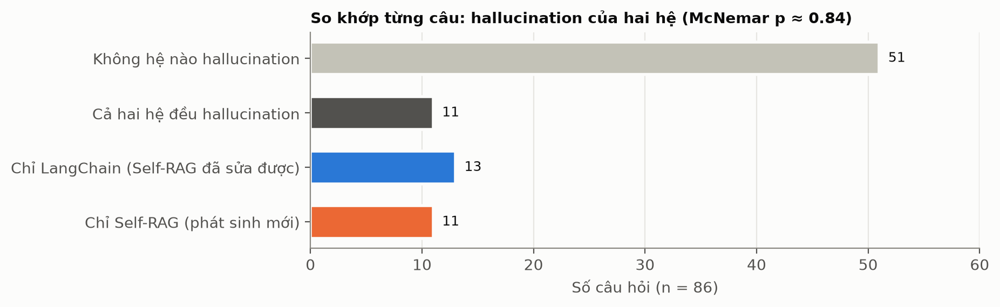 So khớp từng câu: hallucination của hai hệ (McNemar p ≈ 0.84)
Không hệ nào hallucination 51
Cả hai hệ đều hallucination 11
Chỉ LangChain (Self-RAG đã sửa được) 13
Chỉ Self-RAG (phát sinh mới) 11
0 10 20 30 40 50 60
Số câu hỏi (n = 86)